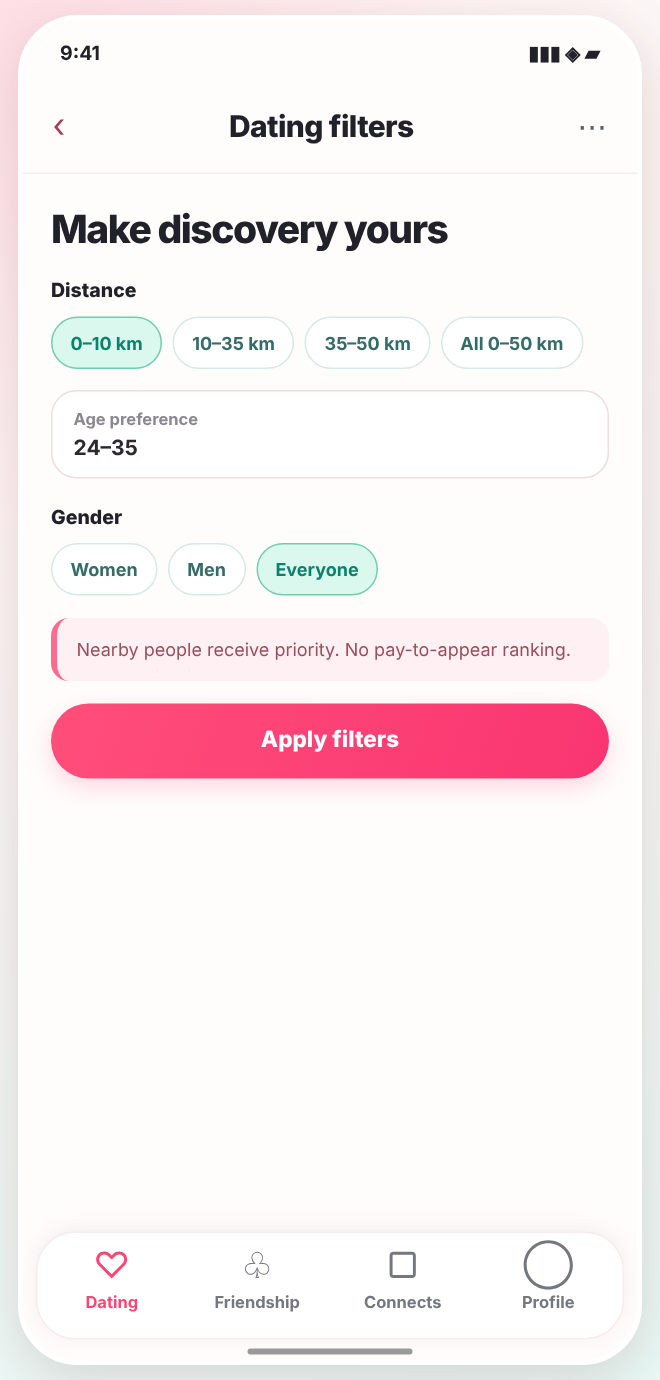 9:41
Dating filters
Make discovery yours
Distance
0–10 km 10–35 km 35–50 km All 0–50 km
Age preference
24–35
Gender
Women Men Everyone
Nearby people receive priority. No pay-to-appear ranking.
Apply filters
Dating Friendship Connects Profile